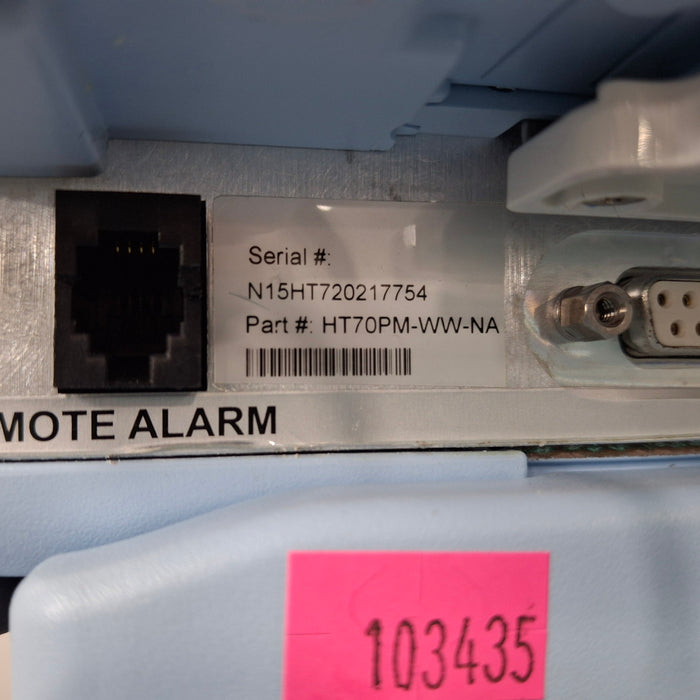 Serial #:
N15HT720217754
Part #: HT70PM-WW-NA
MOTE ALARM
103435